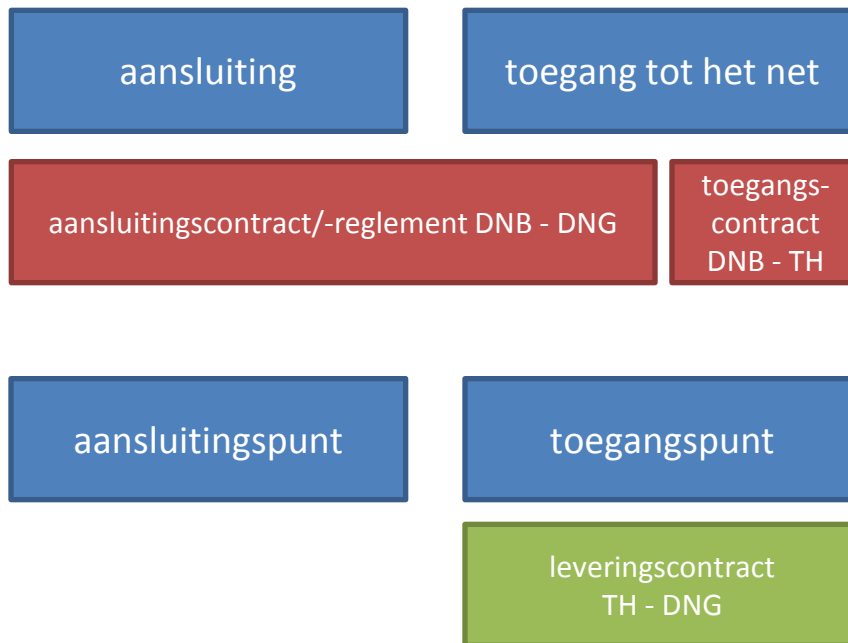 aansluiting
toegang tot het net
aansluitingscontract/-reglement DNB - DNG
toegangs-
contract
DNB - TH
aansluitingspunt
toegangspunt
leveringscontract
TH - DNG